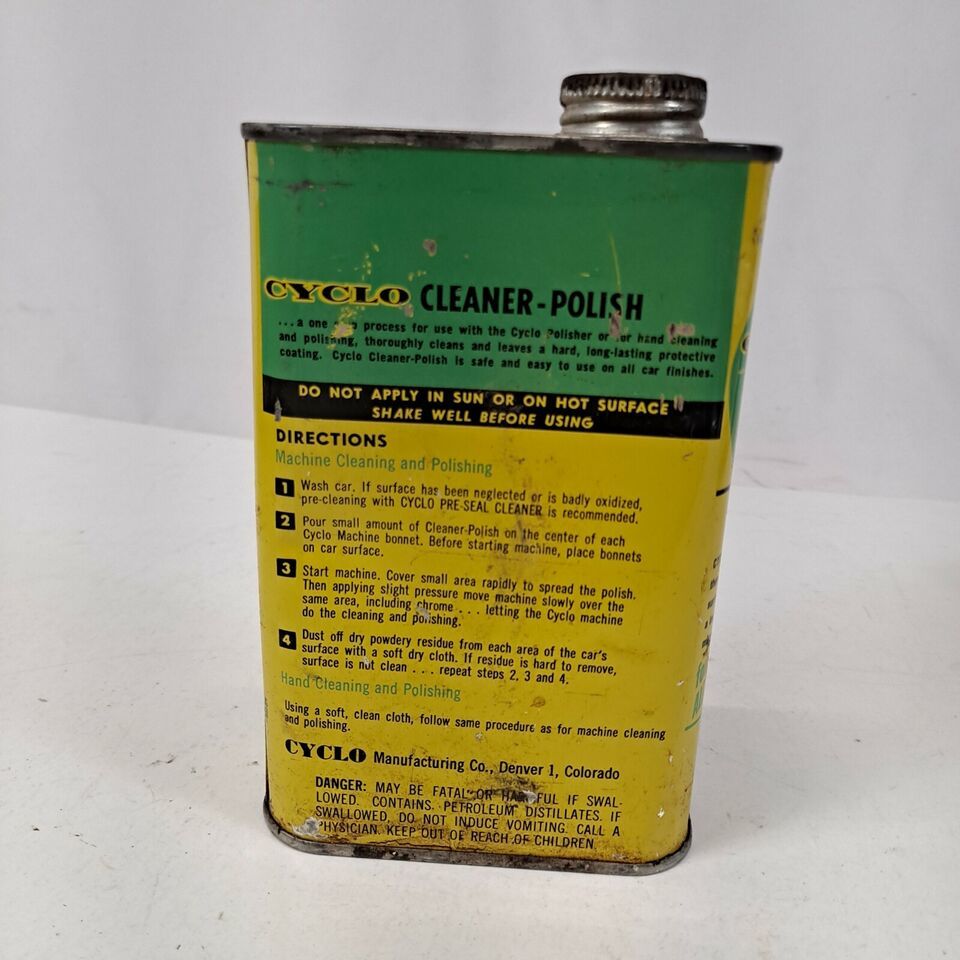 CYCLO CLEANER-POLISH
...a one process for use with the Cyclo Polisher or for hand cleaning
and polishing, thoroughly cleans and leaves a hard, long-lasting protective
coating. Cyclo Cleaner-Polish is safe and easy to use on all car finishes.
DO NOT APPLY IN SUN OR ON HOT SURFACE
SHAKE WELL BEFORE USING
DIRECTIONS
Machine Cleaning and Polishing
1 Wash car. If surface has been neglected or is badly oxidized,
pre-cleaning with CYCLO PRE-SEAL CLEANER is recommended.
2 Pour small amount of Cleaner-Polish on the center of each
Cyclo Machine bonnet. Before starting machine, place bonnets
on car surface.
3 Start machine. Cover small area rapidly to spread the polish.
Then applying slight pressure move machine slowly over the
same area, including chrome . . . letting the Cyclo machine
do the cleaning and polishing.
4 Dust off dry powdery residue from each area of the car's
surface with a soft dry cloth. If residue is hard to remove,
surface is not clean . . . repeat steps 2, 3 and 4.
Hand Cleaning and Polishing
Using a soft, clean cloth, follow same procedure as for machine cleaning
and polishing.
CYCLO Manufacturing Co., Denver 1, Colorado
DANGER: MAY BE FATAL OR HARMFUL IF SWAL-
LOWED. CONTAINS PETROLEUM DISTILLATES. IF
SWALLOWED, DO NOT INDUCE VOMITING. CALL A
PHYSICIAN. KEEP OUT OF REACH OF CHILDREN.